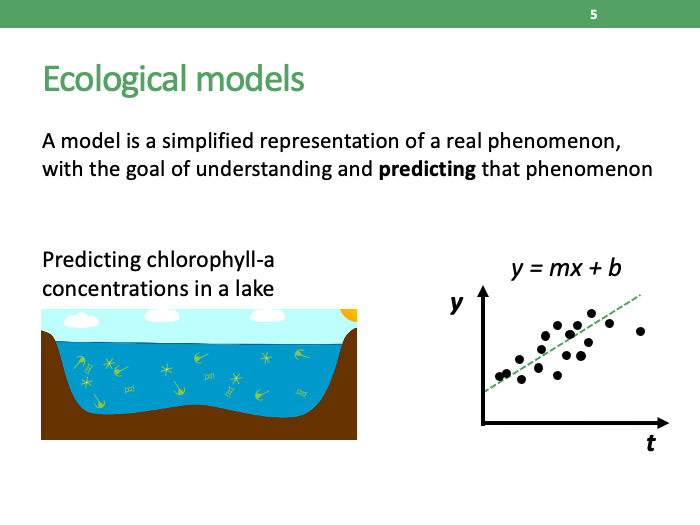 5
Ecological models
A model is a simplified representation of a real phenomenon,
with the goal of understanding and predicting that phenomenon
Predicting chlorophyll-a
concentrations in a lake
y = mx + b
y
t